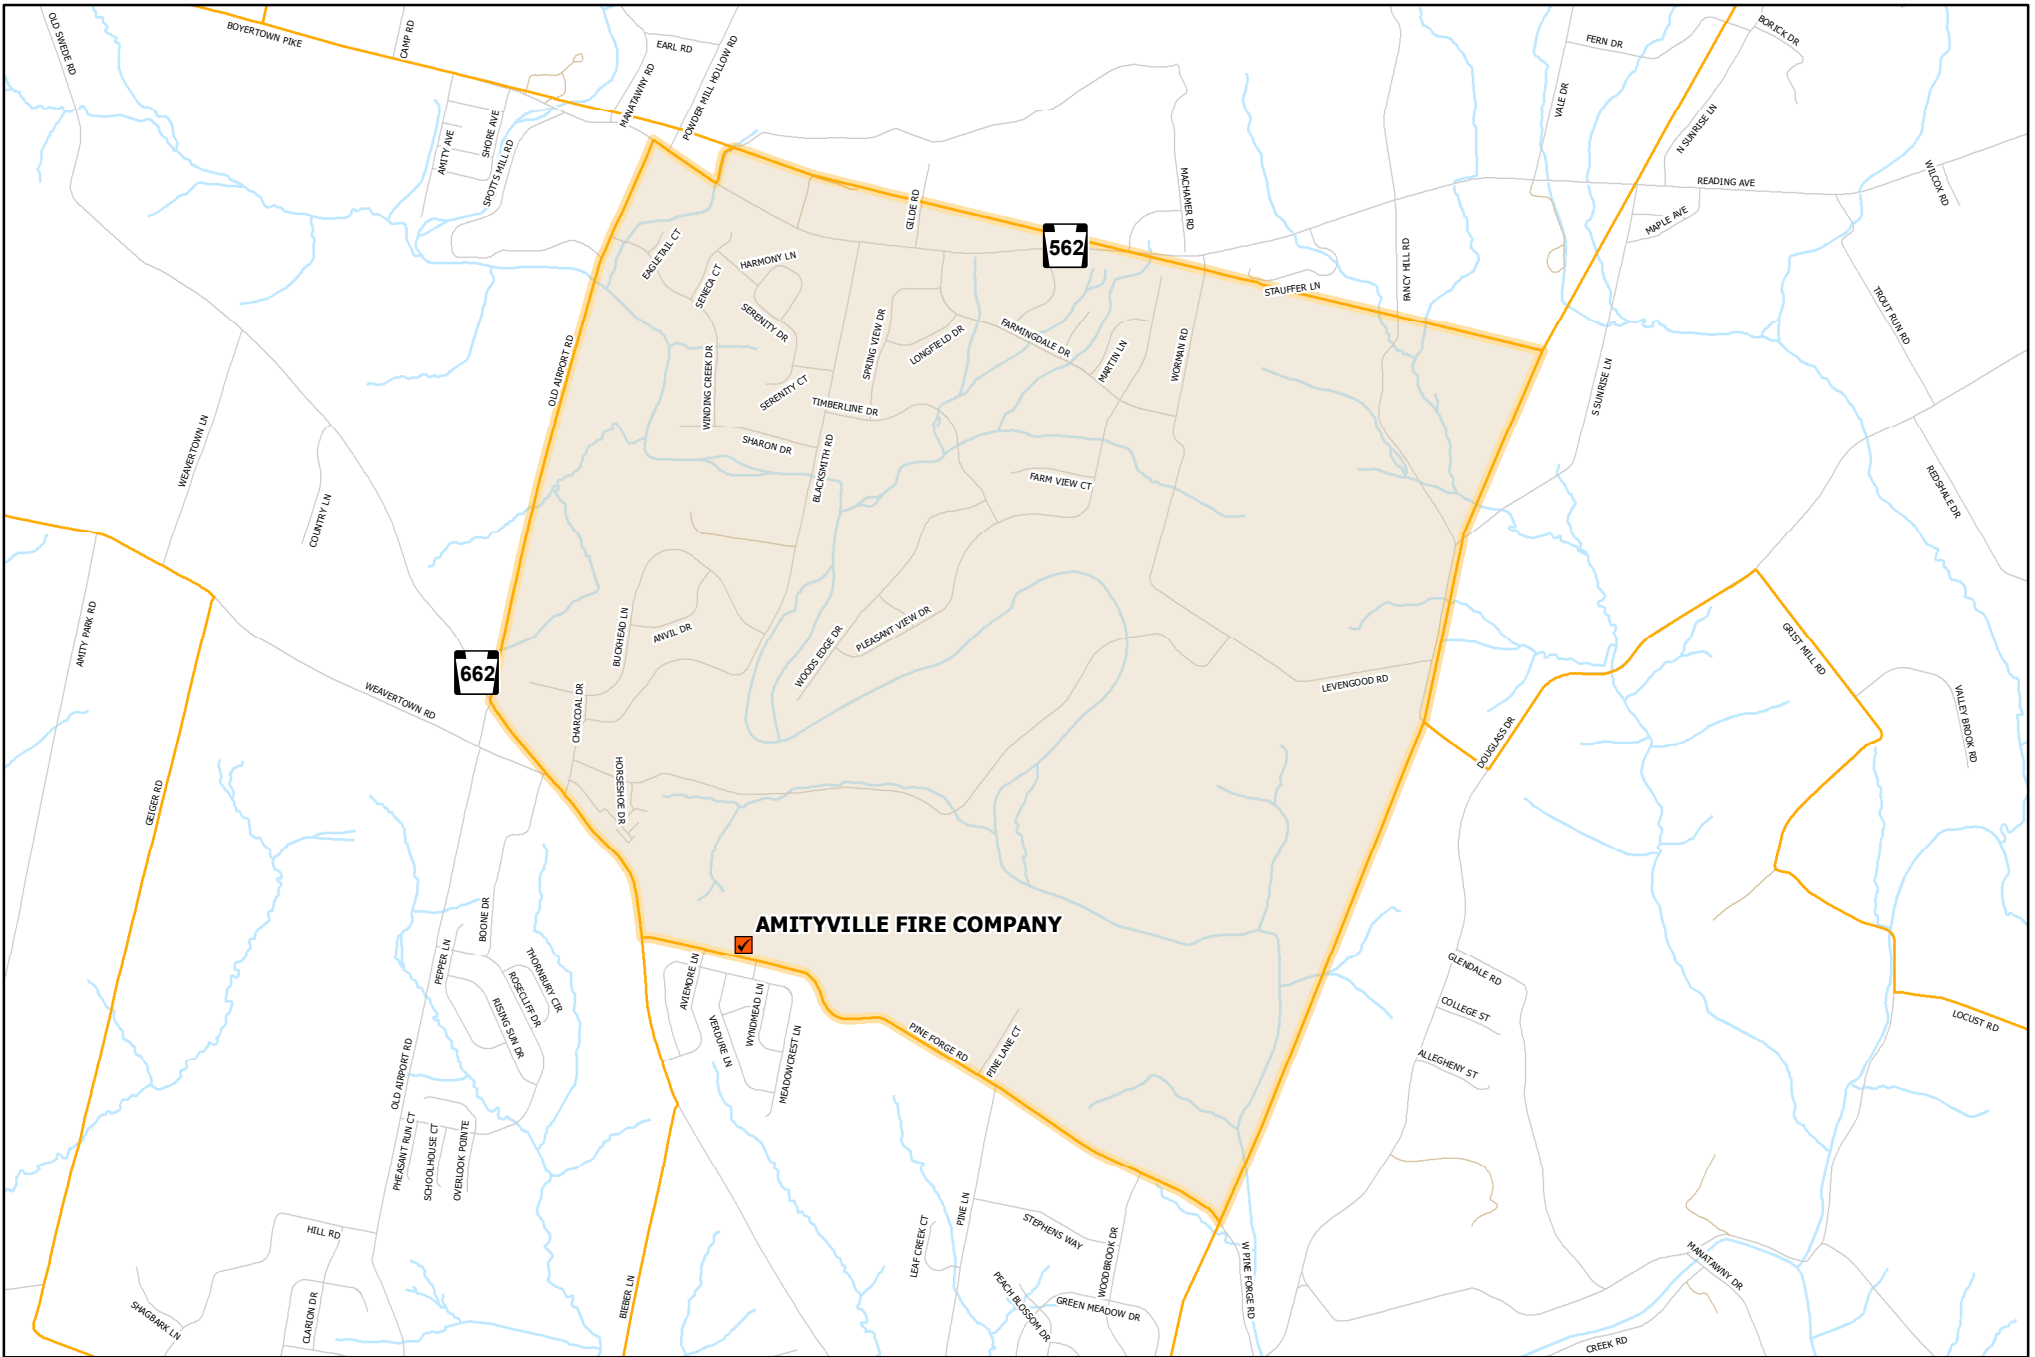 OLD SWEDE RD
BOYERTOWN PIKE
CAMP RD
EARL RD
MANATAWNY RD
POWDER MILL HOLLOW RD
FERN DR
BORICK DR
VALE DR
N SUNRISE LN
READING AVE
WILCOX RD
MAPLE AVE
AMITY AVE
SHORE AVE
SPOTTS MILL RD
GILDE RD
MACHAMER RD
562
FANCY HILL RD
STAUFFER LN
TROUT RUN RD
EAGLETAIL CT
SENECA CT
HARMONY LN
SERENITY DR
SPRING VIEW DR
LONGFIELD DR
FARMINGDALE DR
MARTIN LN
WORMAN RD
OLD AIRPORT RD
WINDING CREEK DR
SERENITY CT
TIMBERLINE DR
SHARON DR
BLACKSMITH RD
FARM VIEW CT
S SUNRISE LN
REDSHALE DR
WEAVERTOWN LN
COUNTRY LN
AMITY PARK RD
BUCKHEAD LN
ANVIL DR
WOODS EDGE DR
PLEASANT VIEW DR
GRIST MILL RD
662
WEAVERTOWN RD
CHARCOAL DR
LEVENGOOD RD
DOUGLASS DR
VALLEY BROOK RD
GEIGER RD
HORSESHOE DR
AMITYVILLE FIRE COMPANY
BOONE DR
PEPPER LN
THORNBURY CIR
ROSECLIFF DR
RISING SUN DR
AVIEMORE LN
VERDURE LN
WYNDMEAD LN
MEADOWCREST LN
PINE FORGE RD
PINE LANE CT
GLENDALE RD
COLLEGE ST
ALLEGHENY ST
LOCUST RD
OLD AIRPORT RD
PHEASANT RUN CT
SCHOOLHOUSE CT
OVERLOOK POINTE
HILL RD
SHAGBARK LN
CLARION DR
BIEBER LN
LEAF CREEK CT
PINE LN
STEPHENS WAY
WOODBROOK DR
PEACH BLOSSOM DR
GREEN MEADOW DR
W PINE FORGE RD
MANATAWNY DR
CREEK RD